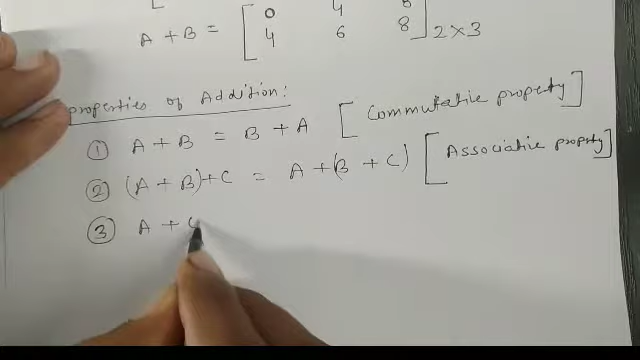 [ 0 4 8
A + B = 4 6 8 ] 2×3
properties of Addition:
① A + B = B + A [Commutative property]
② (A + B) + C = A + (B + C) [Associative property]
③ A +